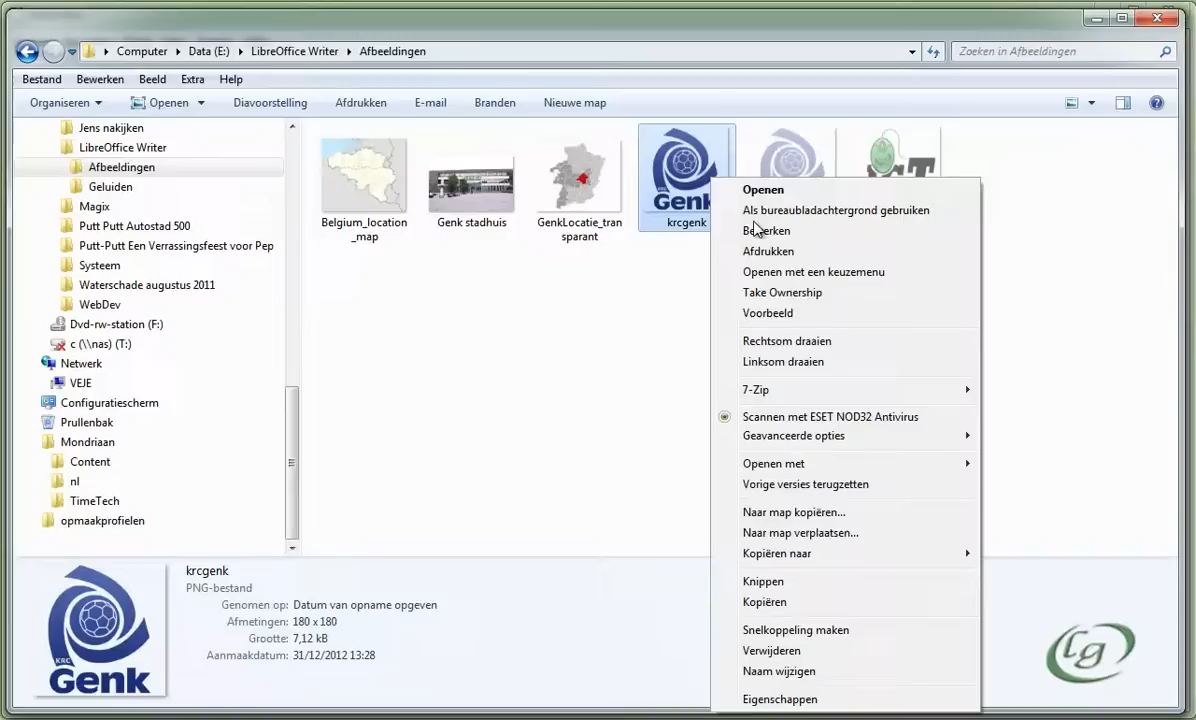 Computer Data (E:) LibreOffice Writer Afbeeldingen
Zoeken in Afbeeldingen
Bestand Bewerken Beeld Extra Help
Organiseren Openen Diavoorstelling Afdrukken E-mail Branden Nieuwe map
Jens nakijken
LibreOffice Writer
Afbeeldingen
Geluiden
Magix
Putt Putt Autostad 500
Putt-Putt Een Verrassingsfeest voor Pep
Systeem
Waterschade augustus 2011
WebDev
Dvd-rw-station (F:)
c (\\nas) (T:)
Netwerk
VEJE
Configuratiescherm
Prullenbak
Mondriaan
Content
nl
TimeTech
opmaakprofielen
Belgium_location
_map
Genk stadhuis
GenkLocatie_tran
sparant
Genk
krcgenk
Openen
Als bureaubladachtergrond gebruiken
Bewerken
Afdrukken
Openen met een keuzemenu
Take Ownership
Voorbeeld
Rechtsom draaien
Linksom draaien
7-Zip
Scannen met ESET NOD32 Antivirus
Geavanceerde opties
Openen met
Vorige versies terugzetten
Naar map kopiëren...
Naar map verplaatsen...
Kopiëren naar
Knippen
Kopiëren
Snelkoppeling maken
Verwijderen
Naam wijzigen
Eigenschappen
KRC
Genk
krcgenk
PNG-bestand
Genomen op: Datum van opname opgeven
Afmetingen: 180 x 180
Grootte: 7,12 kB
Aanmaakdatum: 31/12/2012 13:28
lg